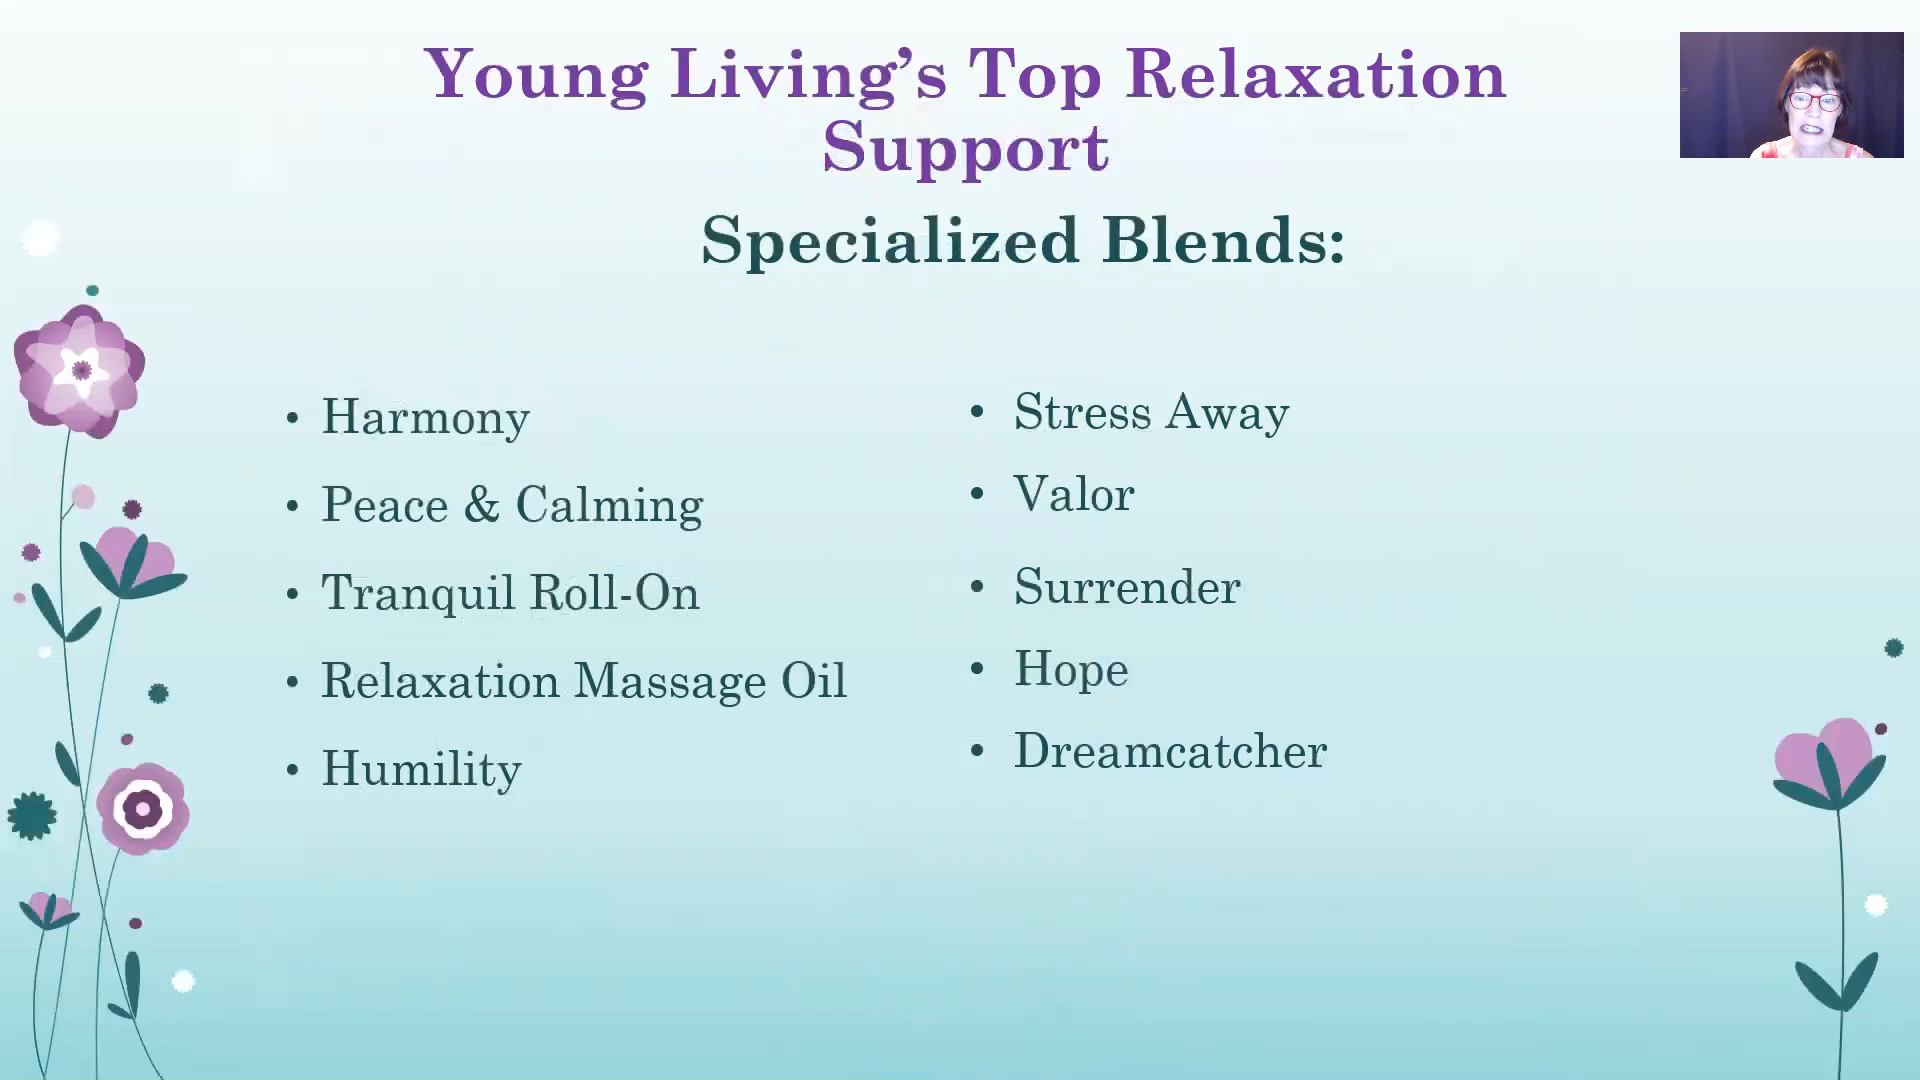 Young Living’s Top Relaxation
Support
Specialized Blends:
• Harmony
• Peace & Calming
• Tranquil Roll-On
• Relaxation Massage Oil
• Humility
• Stress Away
• Valor
• Surrender
• Hope
• Dreamcatcher